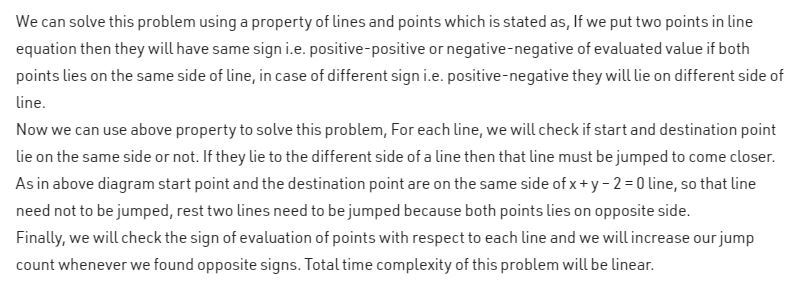 We can solve this problem using a property of lines and points which is stated as, If we put two points in line
equation then they will have same sign i.e. positive-positive or negative-negative of evaluated value if both
points lies on the same side of line, in case of different sign i.e. positive-negative they will lie on different side of
line.
Now we can use above property to solve this problem, For each line, we will check if start and destination point
lie on the same side or not. If they lie to the different side of a line then that line must be jumped to come closer.
As in above diagram start point and the destination point are on the same side of x + y – 2 = 0 line, so that line
need not to be jumped, rest two lines need to be jumped because both points lies on opposite side.
Finally, we will check the sign of evaluation of points with respect to each line and we will increase our jump
count whenever we found opposite signs. Total time complexity of this problem will be linear.